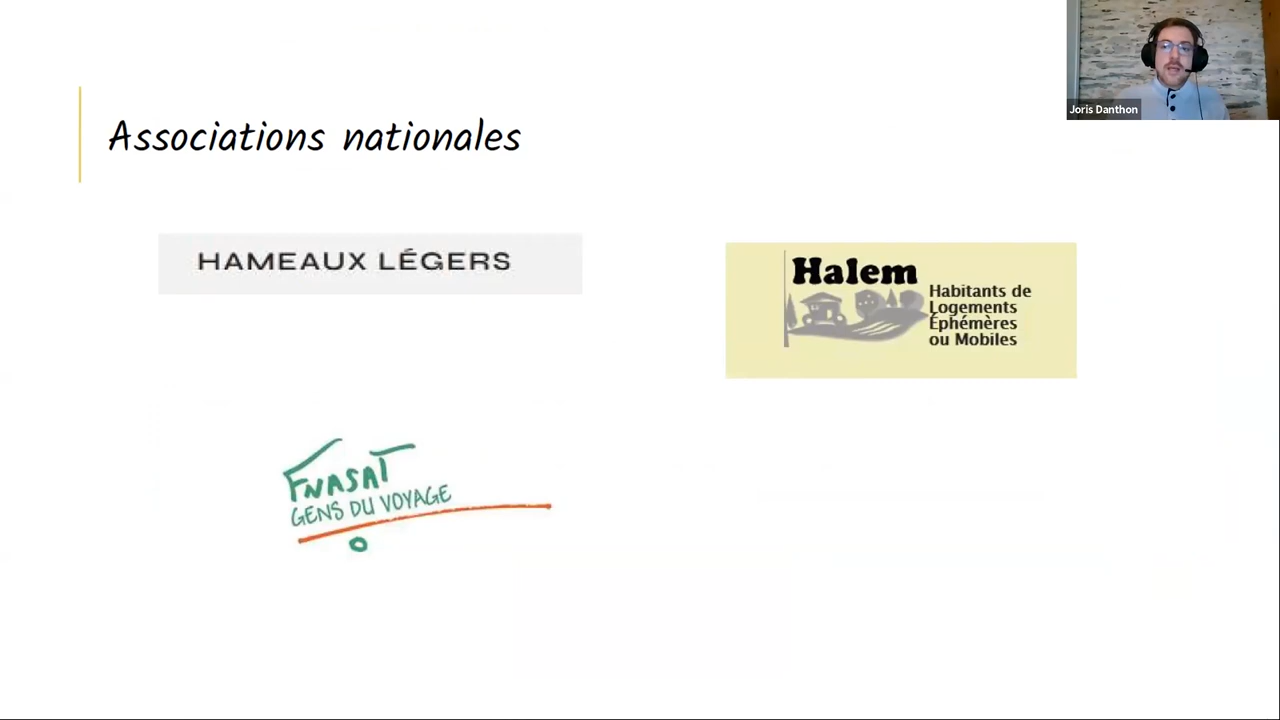 Joris Danthon
Associations nationales
HAMEAUX LÉGERS
Halem
Habitants de
Logements
Éphémères
ou Mobiles
FNASAT
GENS DU VOYAGE